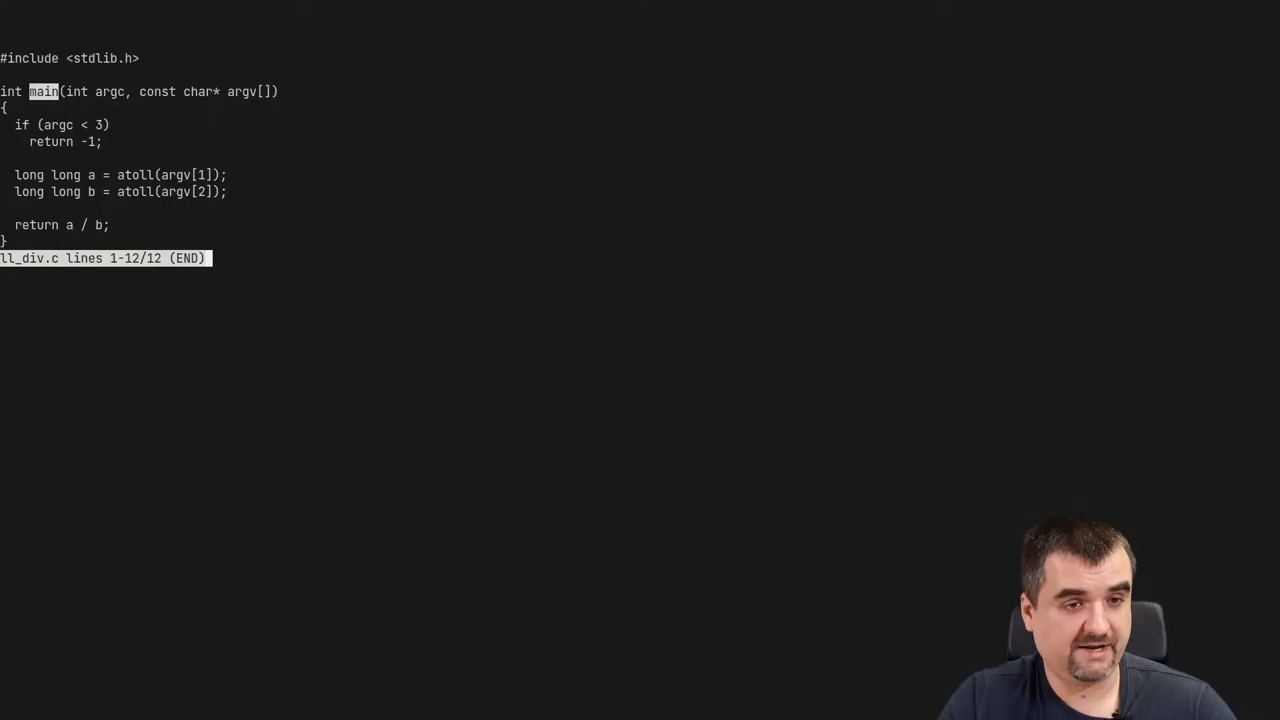 #include <stdlib.h>
int main(int argc, const char* argv[])
{
if (argc < 3)
return -1;
long long a = atoll(argv[1]);
long long b = atoll(argv[2]);
return a / b;
}
ll_div.c lines 1-12/12 (END)